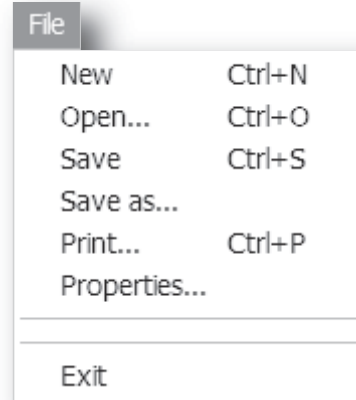 File
New Ctrl+N
Open... Ctrl+O
Save Ctrl+S
Save as...
Print... Ctrl+P
Properties...
Exit